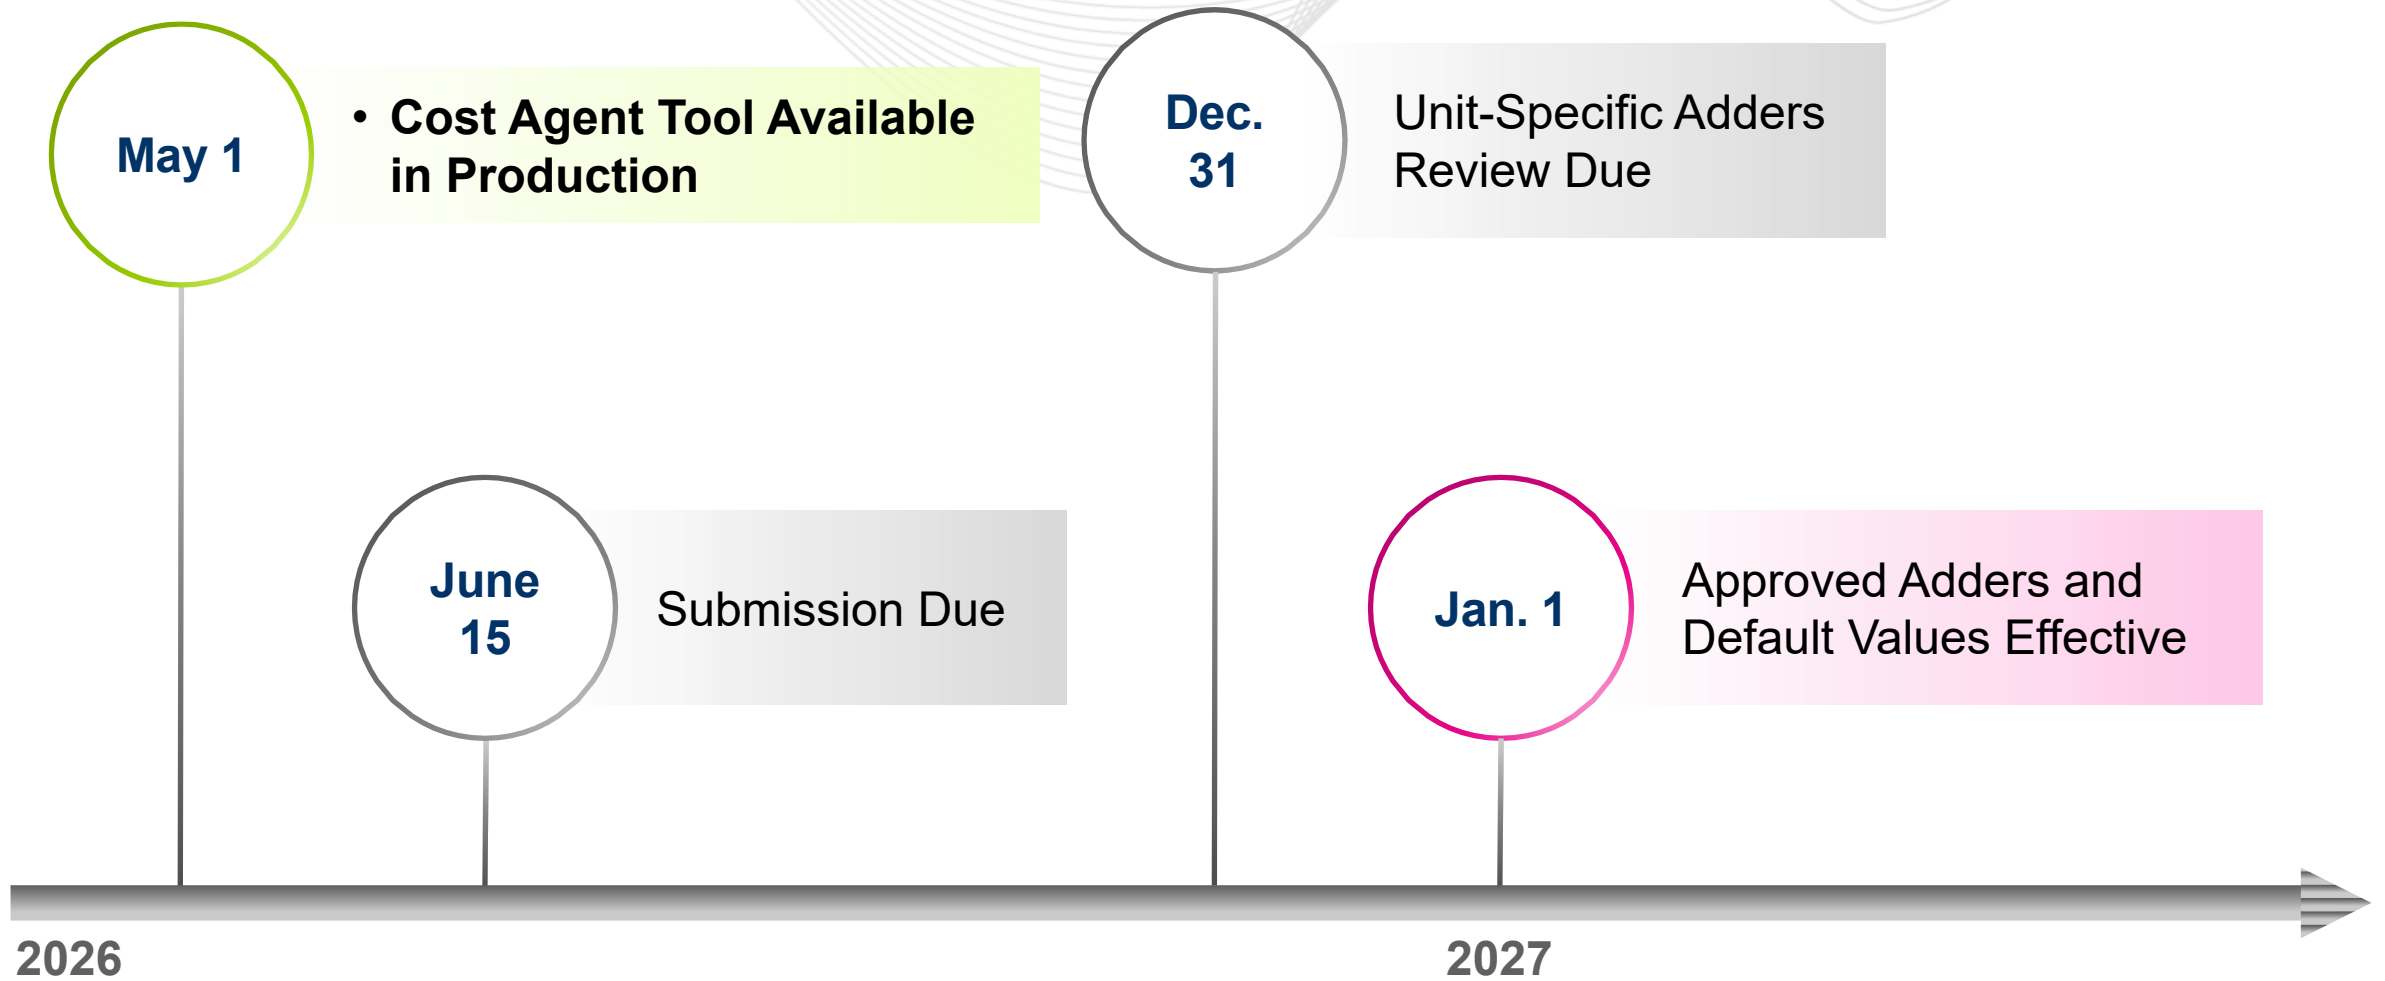 May 1
• Cost Agent Tool Available
in Production
Dec.
31
Unit-Specific Adders
Review Due
June
15
Submission Due
Jan. 1
Approved Adders and
Default Values Effective
2026
2027